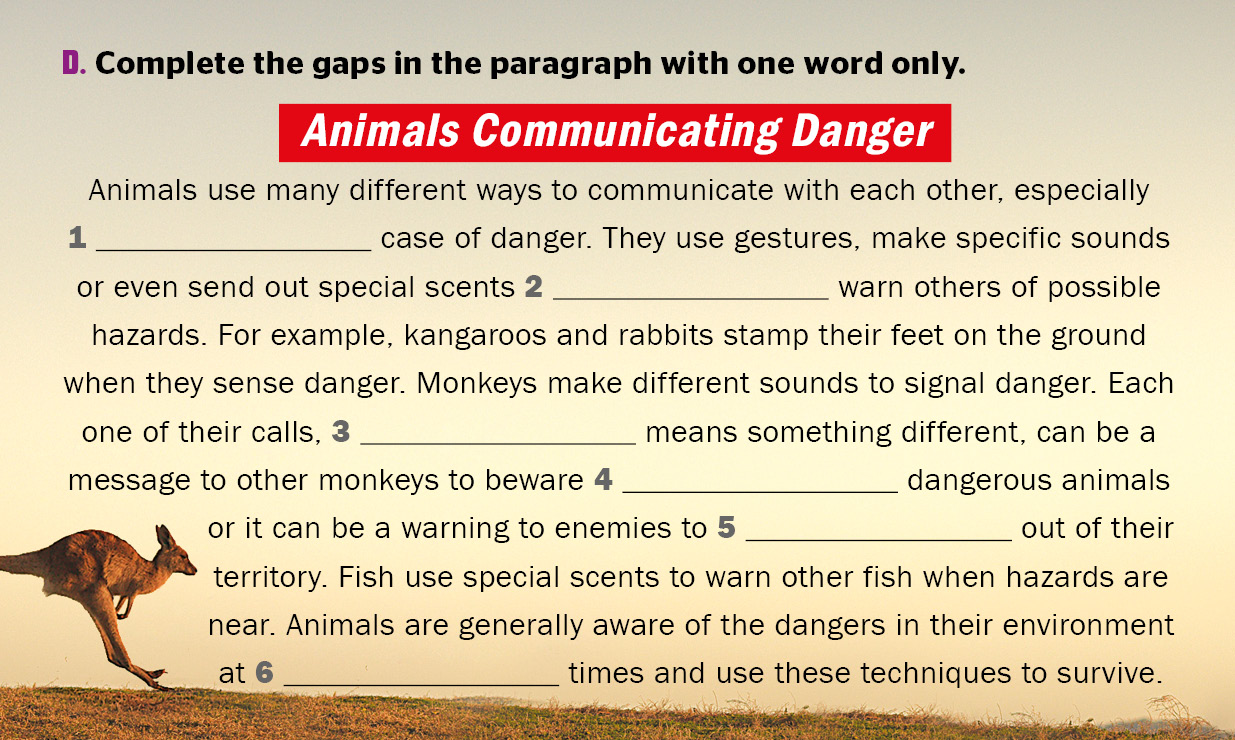 D. Complete the gaps in the paragraph with one word only.
Animals Communicating Danger
Animals use many different ways to communicate with each other, especially
1 ____________________ case of danger. They use gestures, make specific sounds
or even send out special scents 2 ____________________ warn others of possible
hazards. For example, kangaroos and rabbits stamp their feet on the ground
when they sense danger. Monkeys make different sounds to signal danger. Each
one of their calls, 3 ____________________ means something different, can be a
message to other monkeys to beware 4 ____________________ dangerous animals
or it can be a warning to enemies to 5 ____________________ out of their
territory. Fish use special scents to warn other fish when hazards are
near. Animals are generally aware of the dangers in their environment
at 6 ____________________ times and use these techniques to survive.